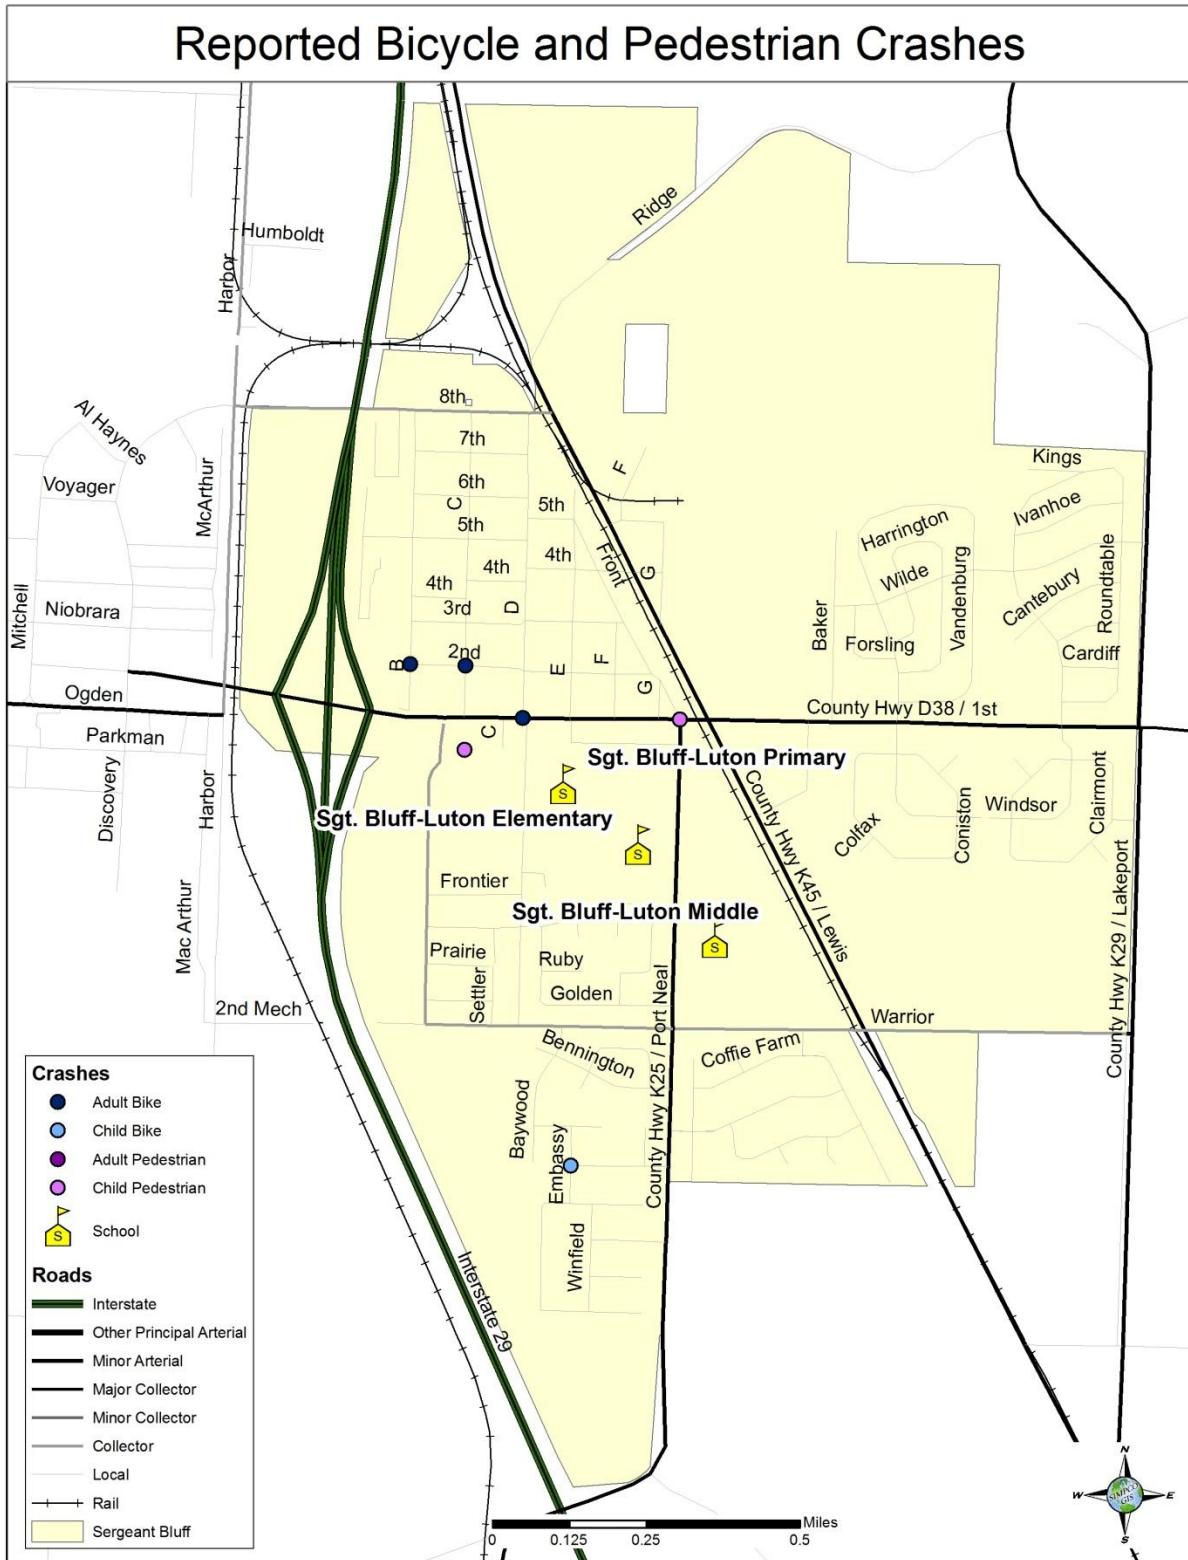 Reported Bicycle and Pedestrian Crashes
Ridge
Humboldt
Harbor
8th
Al Haynes
7th
Kings
F
6th
Voyager
McArthur
C
5th
Ivanhoe
5th
Harrington
Front
4th
4th
G
Wilde
Vandenburg
Roundtable
Cantebury
4th
Mitchell
Niobrara
3rd
D
Baker
Forsling
Cardiff
2nd
B
E
F
G
Ogden
County Hwy D38 / 1st
Parkman
C
Sgt. Bluff-Luton Primary
S
Discovery
Harbor
Sgt. Bluff-Luton Elementary
County Hwy K45 / Lewis
Windsor
Clairmont
Colfax
Coniston
S
Frontier
Sgt. Bluff-Luton Middle
S
Mac Arthur
Prairie
Ruby
Settler
Golden
2nd Mech
Warrior
County Hwy K29 / Lakeport
Bennington
Coffie Farm
County Hwy K25 / Port Neal
Baywood
Embassy
Winfield
Interstate 29
Crashes
Adult Bike
Child Bike
Adult Pedestrian
Child Pedestrian
S
School
Roads
Interstate
Other Principal Arterial
Minor Arterial
Major Collector
Minor Collector
Collector
Local
Rail
Sergeant Bluff
N
W
SIMPCO
GIS
E
S
Miles
0
0.125
0.25
0.5